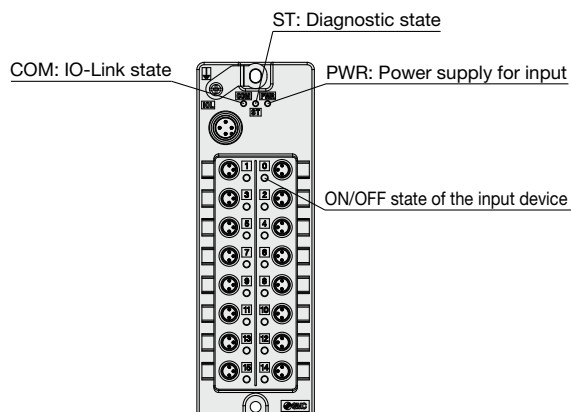 ST: Diagnostic state
COM: IO-Link state
PWR: Power supply for input
COM PWR
ST
IOL
1 0
ON/OFF state of the input device
3 2
5 4
7 6
9 8
11 10
13 12
15 14
SMC